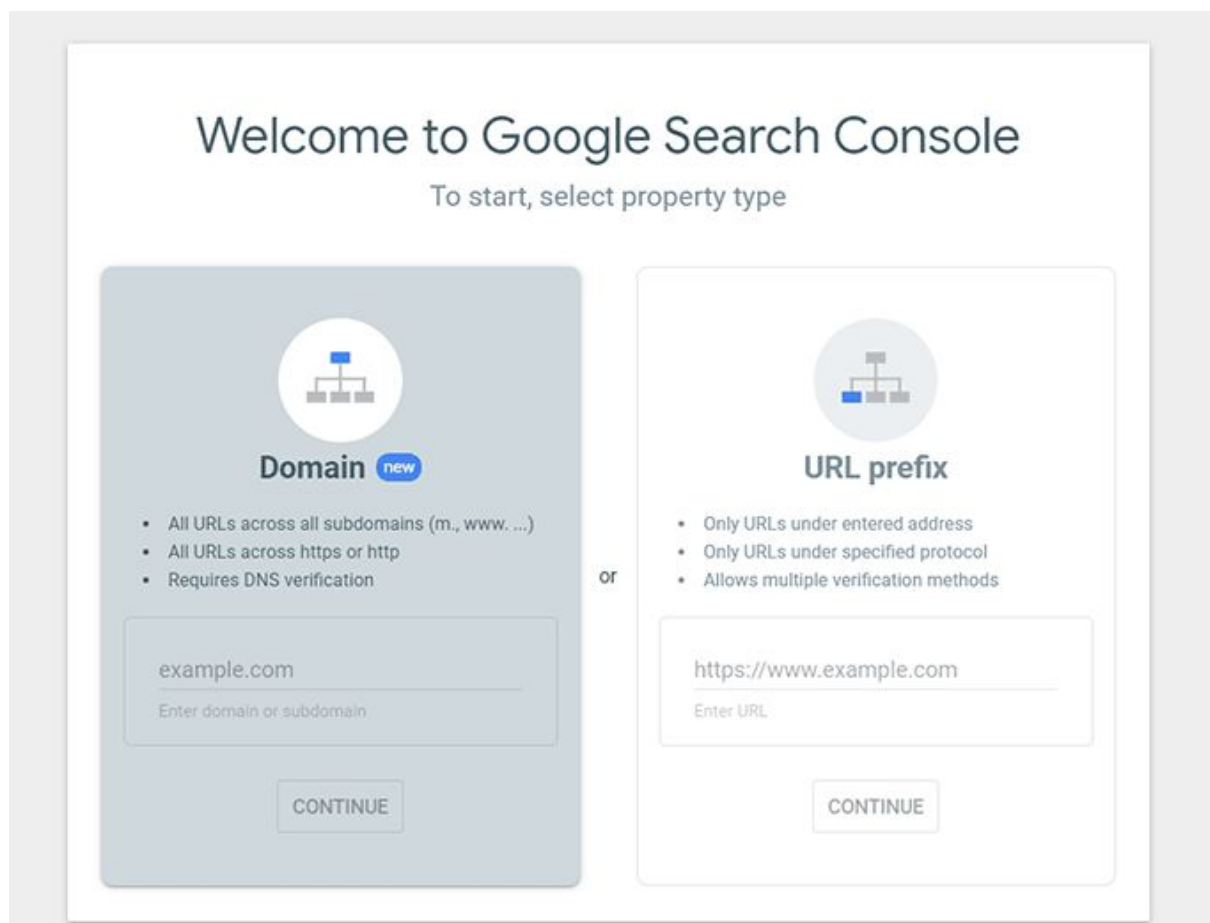 Welcome to Google Search Console
To start, select property type
Domain new
• All URLs across all subdomains (m., www. ...)
• All URLs across https or http
• Requires DNS verification
example.com
Enter domain or subdomain
CONTINUE
or
URL prefix
• Only URLs under entered address
• Only URLs under specified protocol
• Allows multiple verification methods
https://www.example.com
Enter URL
CONTINUE